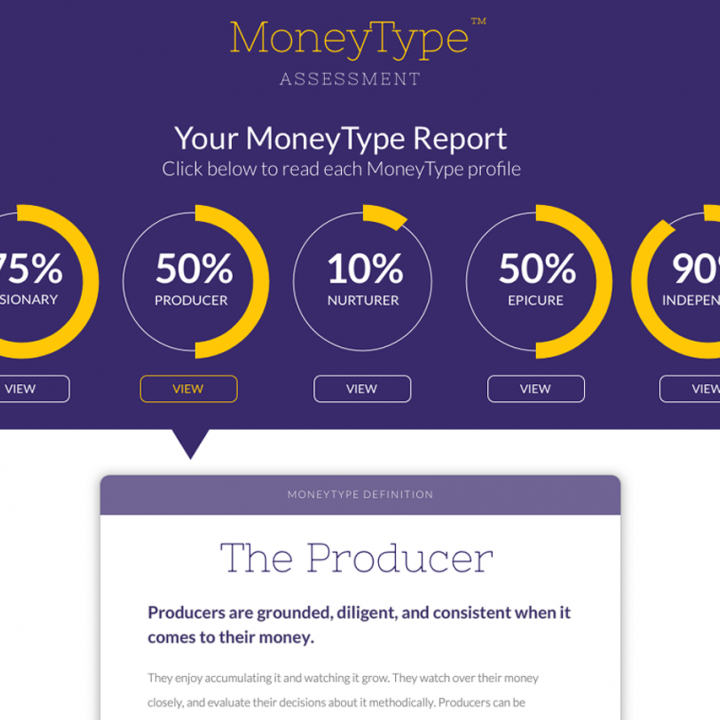 MoneyType™
ASSESSMENT
Your MoneyType Report
Click below to read each MoneyType profile
75% 50% 10% 50% 90%
SIONARY PRODUCER NURTURER EPICURE INDEPEN
VIEW VIEW VIEW VIEW VIEW
MONEYTYPE DEFINITION
The Producer
Producers are grounded, diligent, and consistent when it
comes to their money.
They enjoy accumulating it and watching it grow. They watch over their money
closely, and evaluate their decisions about it methodically. Producers can be